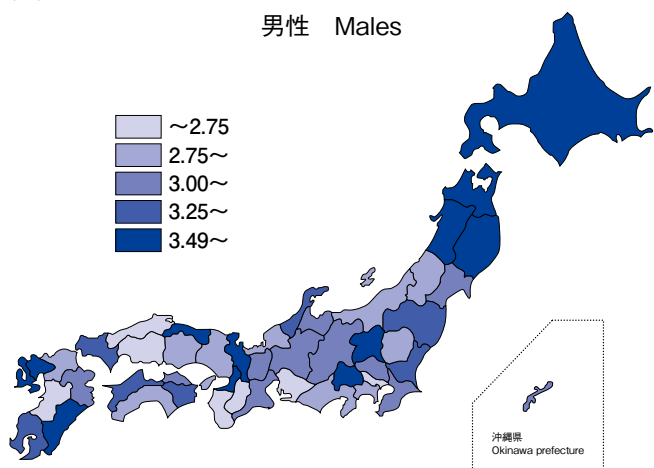 男性　Males
～2.75
2.75～
3.00～
3.25～
3.49～
沖縄県
Okinawa prefecture